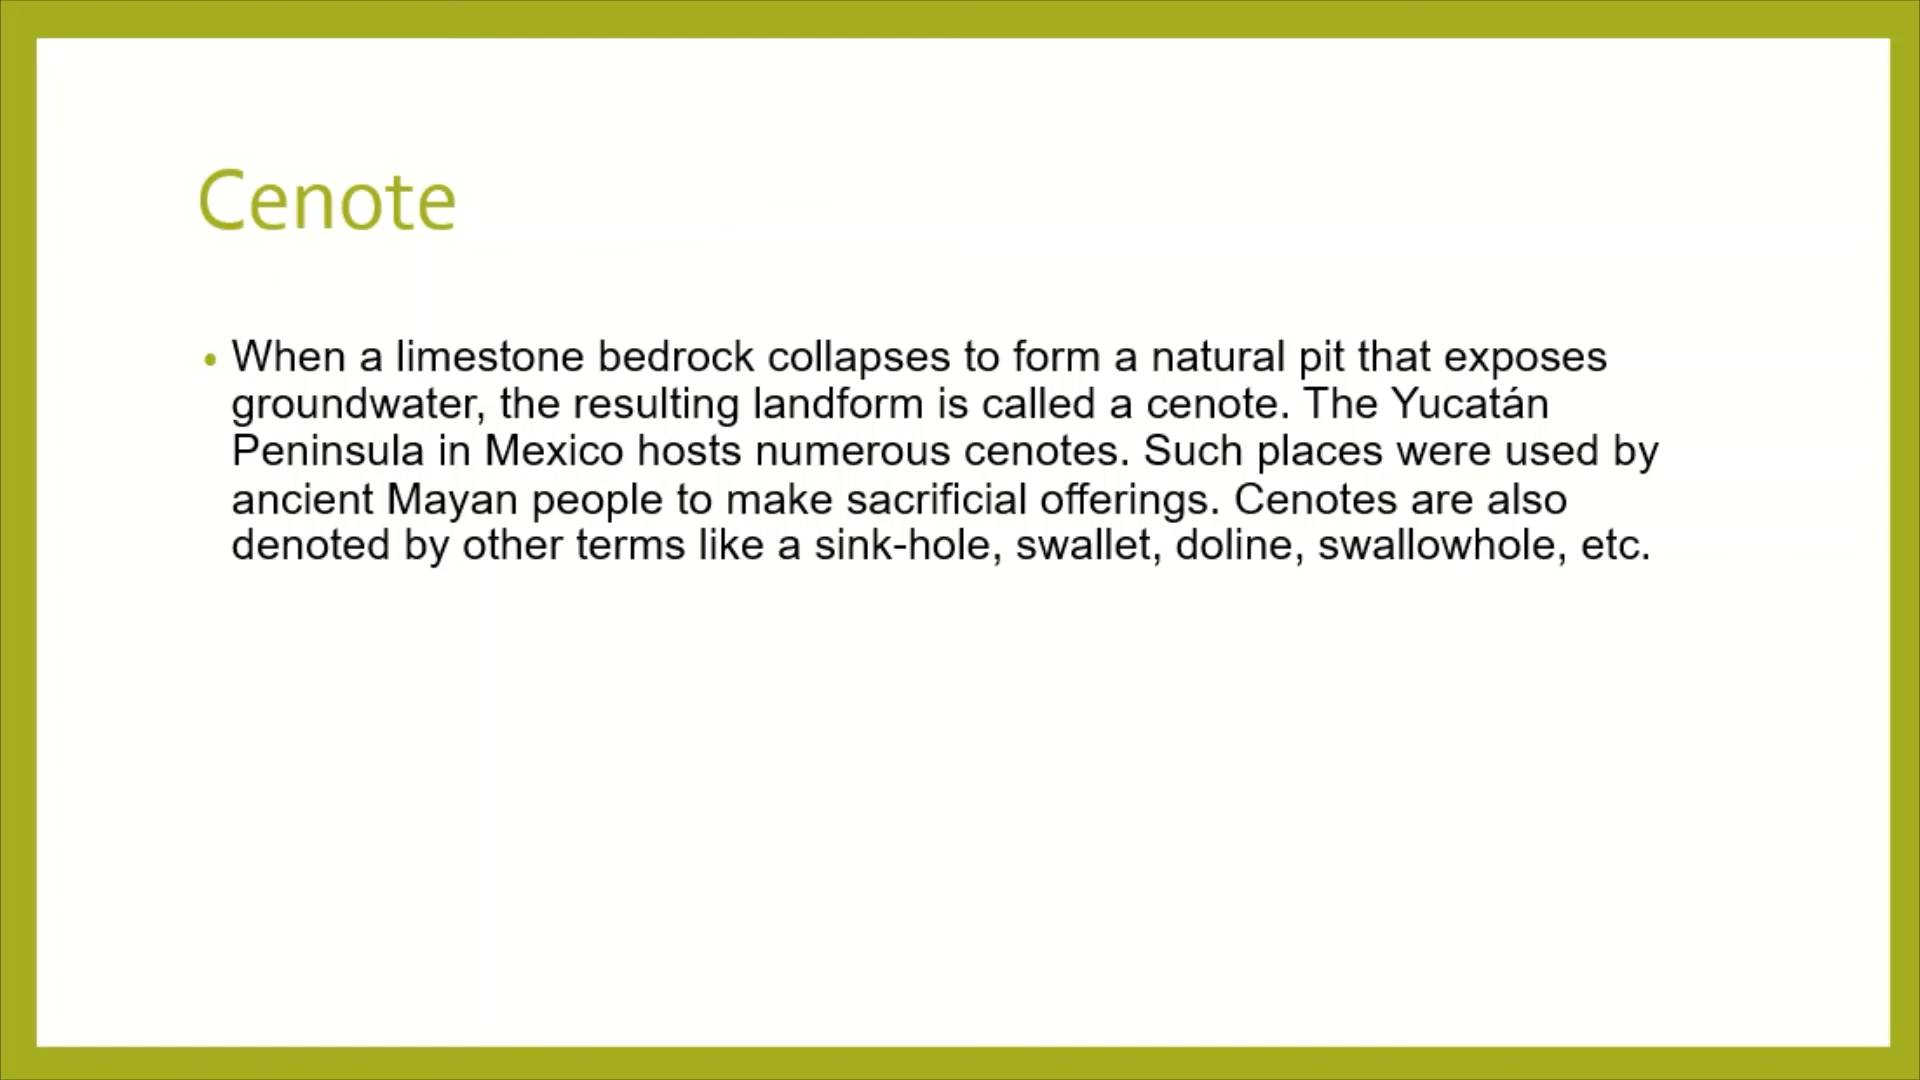 Cenote
• When a limestone bedrock collapses to form a natural pit that exposes
groundwater, the resulting landform is called a cenote. The Yucatán
Peninsula in Mexico hosts numerous cenotes. Such places were used by
ancient Mayan people to make sacrificial offerings. Cenotes are also
denoted by other terms like a sink-hole, swallet, doline, swallowhole, etc.